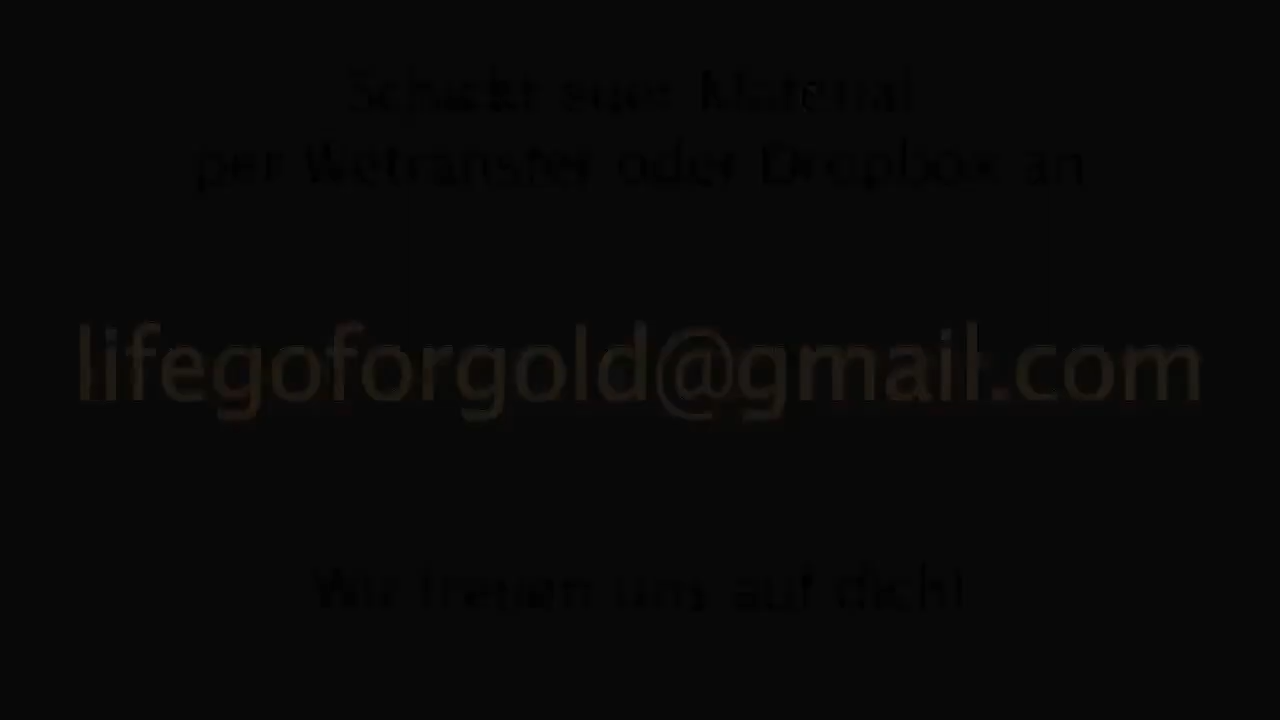 Schickt euer Material
per Wetransfer oder Dropbox an
lifegoforgold@gmail.com
Wir freuen uns auf dich!